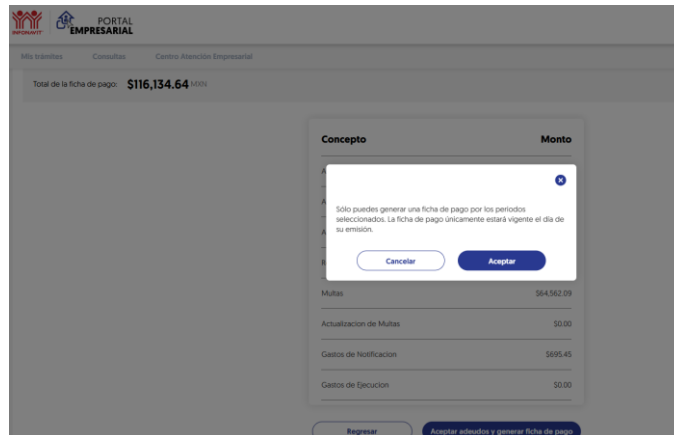 INFONAVIT
PORTAL
EMPRESARIAL
Mis trámites Consultas Centro Atención Empresarial
Total de la ficha de pago: $116,134.64 MXN
Concepto Monto
Sólo puedes generar una ficha de pago por los periodos
seleccionados. La ficha de pago únicamente estará vigente el día de
su emisión.
Cancelar Aceptar
Multas $64,562.09
Actualizacion de Multas $0.00
Gastos de Notificacion $695.45
Gastos de Ejecucion $0.00
Regresar Aceptar adeudos y generar ficha de pago